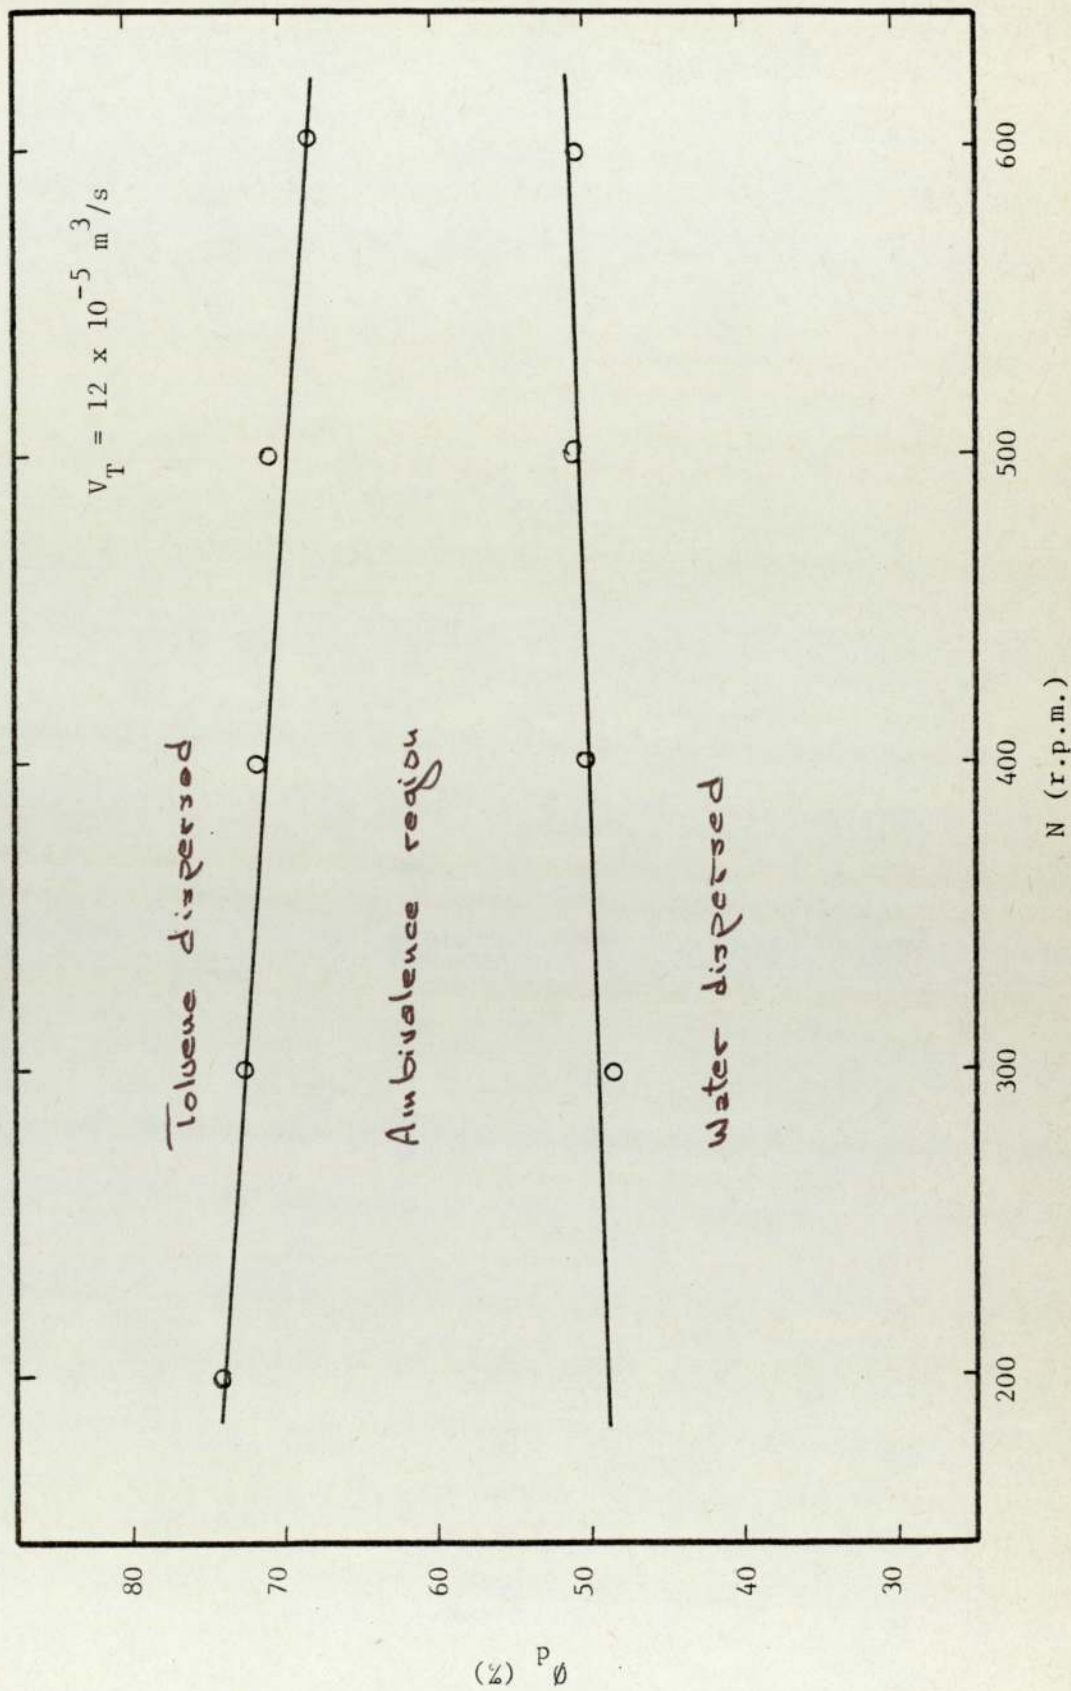 V_T = 12 x 10^-5 m^3/s
Toluene dispersed
Ambivalence region
Water dispersed
80
70
60
50
40
30
Ø_d (%)
200
300
400
500
600
N (r.p.m.)